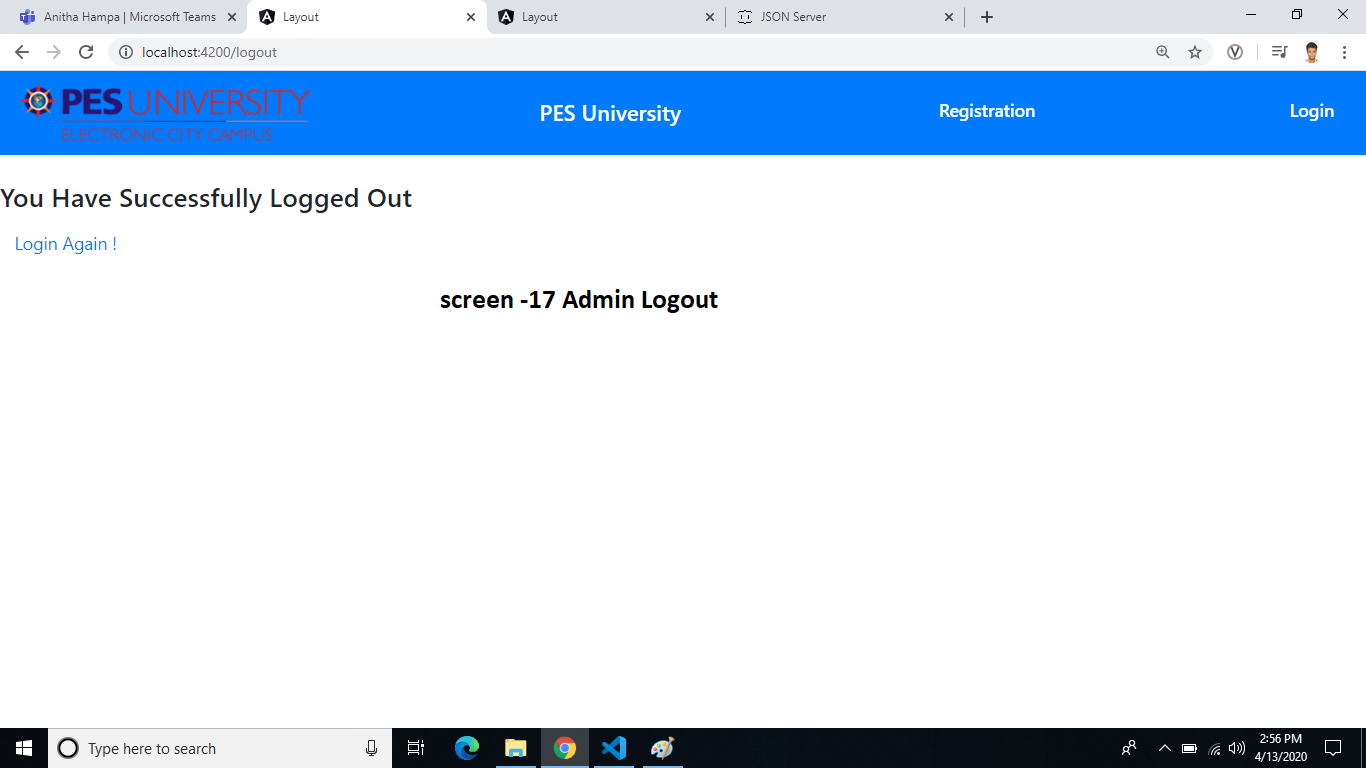 Anitha Hampa | Microsoft Teams
Layout
Layout
JSON Server
localhost:4200/logout
PES UNIVERSITY
ELECTRONIC CITY CAMPUS
PES University
Registration
Login
You Have Successfully Logged Out
Login Again !
screen -17 Admin Logout
Type here to search
2:56 PM
4/13/2020